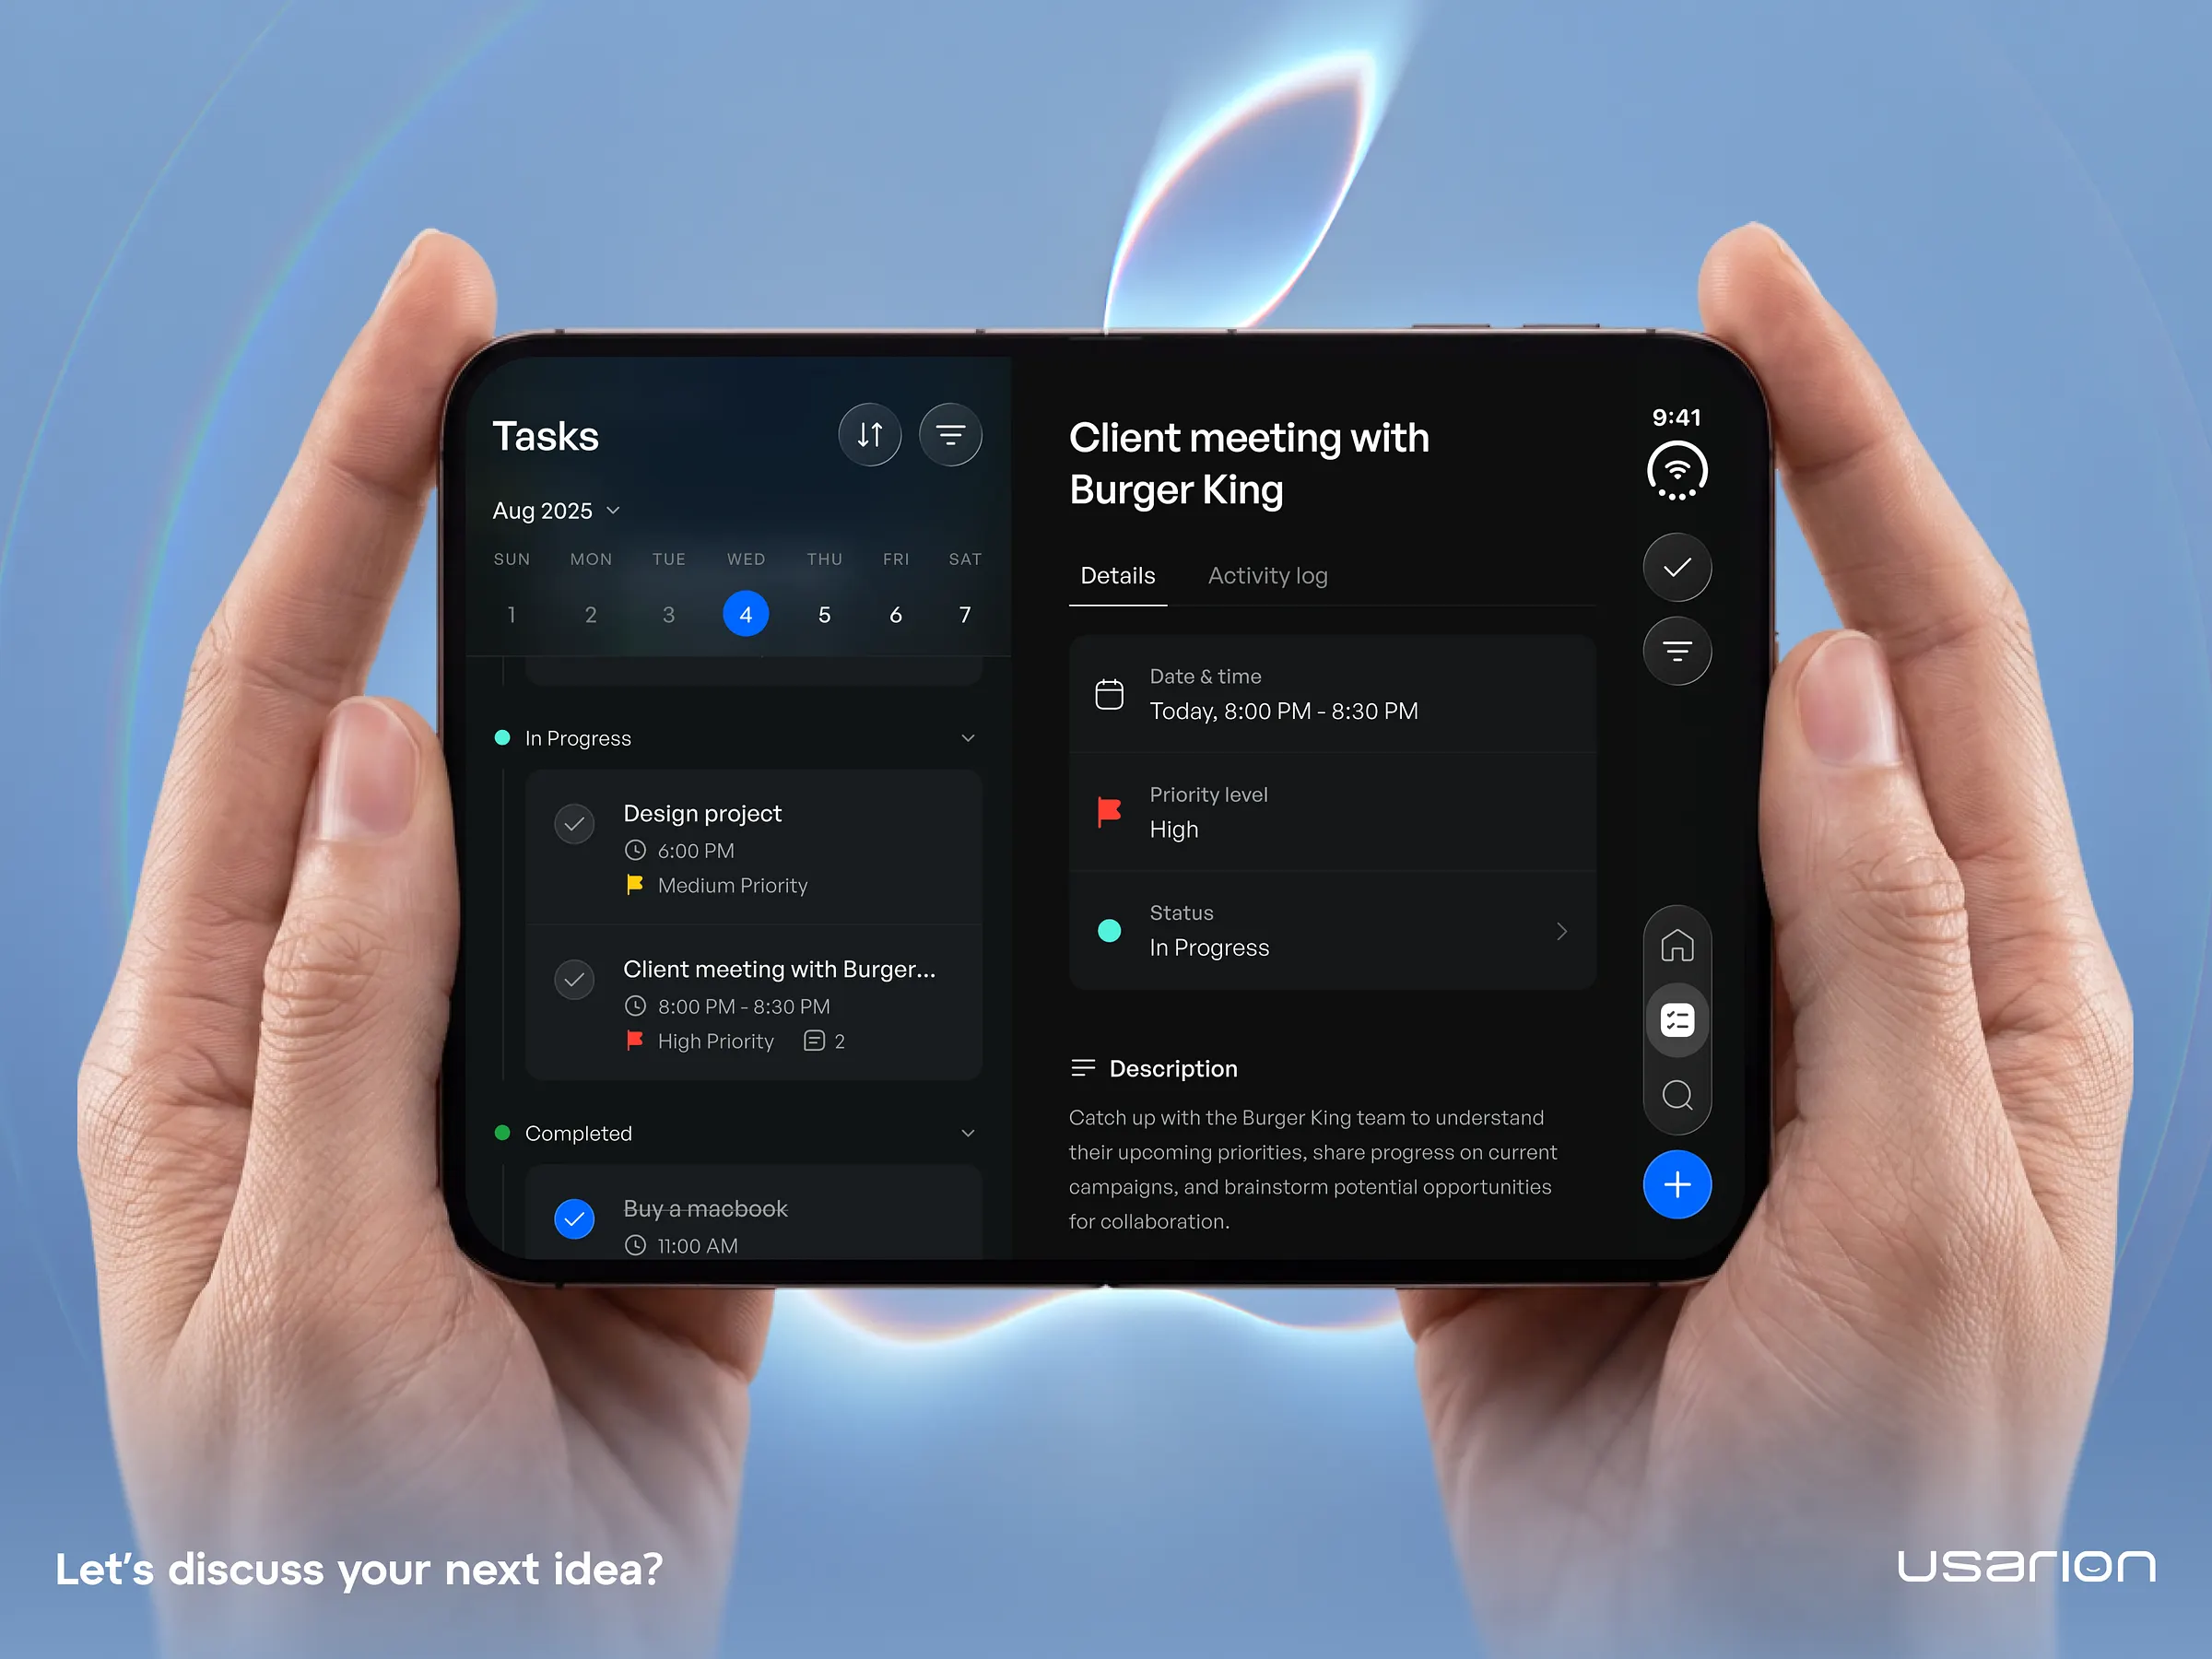 Tasks
Aug 2025
SUN MON TUE WED THU FRI SAT
1 2 3 4 5 6 7
In Progress
Design project
6:00 PM
Medium Priority
Client meeting with Burger...
8:00 PM - 8:30 PM
High Priority 2
Completed
Buy a macbook
11:00 AM
Client meeting with
Burger King
Details Activity log
Date & time
Today, 8:00 PM - 8:30 PM
Priority level
High
Status
In Progress
Description
Catch up with the Burger King team to understand
their upcoming priorities, share progress on current
campaigns, and brainstorm potential opportunities
for collaboration.
9:41
Let's discuss your next idea?
usarion